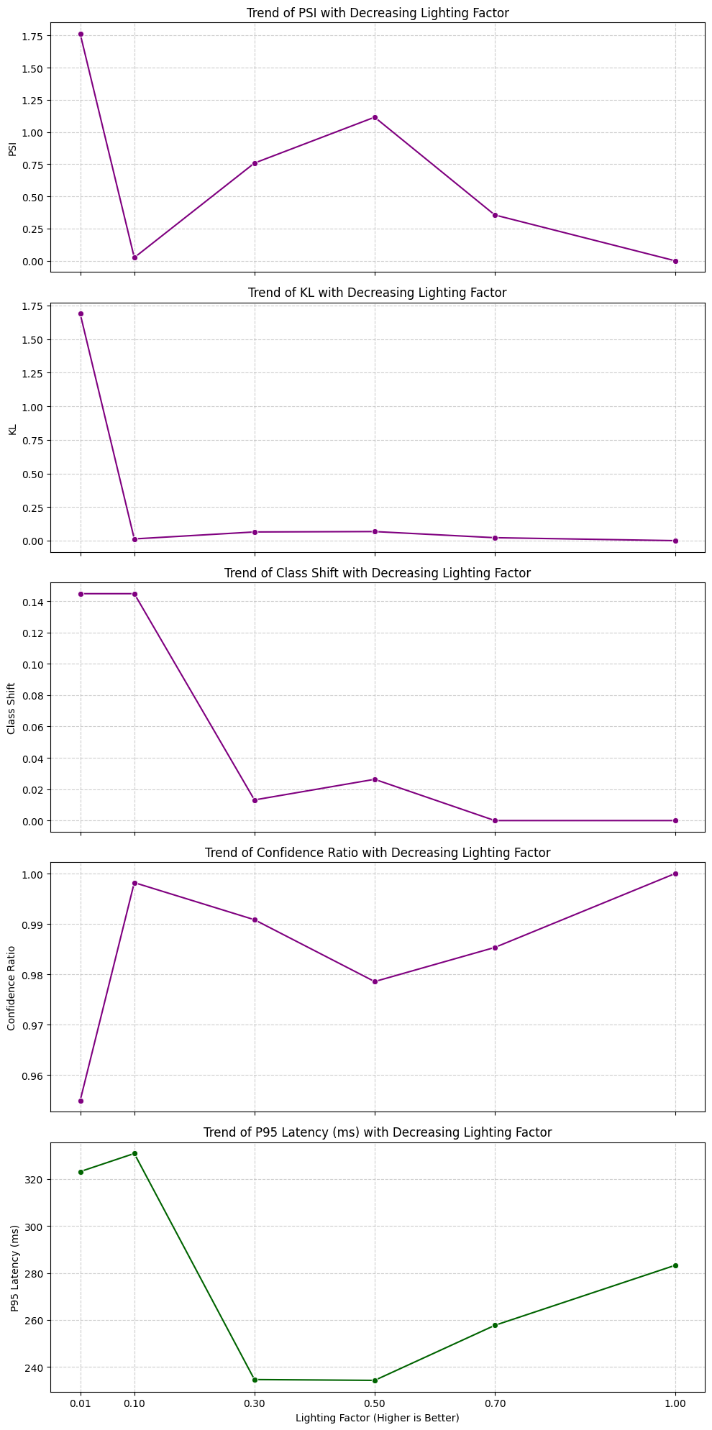 Trend of PSI with Decreasing Lighting Factor
1.75
1.50
1.25
1.00
0.75
0.50
0.25
0.00
PSI
Trend of KL with Decreasing Lighting Factor
1.75
1.50
1.25
1.00
0.75
0.50
0.25
0.00
KL
Trend of Class Shift with Decreasing Lighting Factor
0.14
0.12
0.10
0.08
0.06
0.04
0.02
0.00
Class Shift
Trend of Confidence Ratio with Decreasing Lighting Factor
1.00
0.99
0.98
0.97
0.96
Confidence Ratio
Trend of P95 Latency (ms) with Decreasing Lighting Factor
320
300
280
260
240
P95 Latency (ms)
0.01 0.10 0.30 0.50 0.70 1.00
Lighting Factor (Higher is Better)